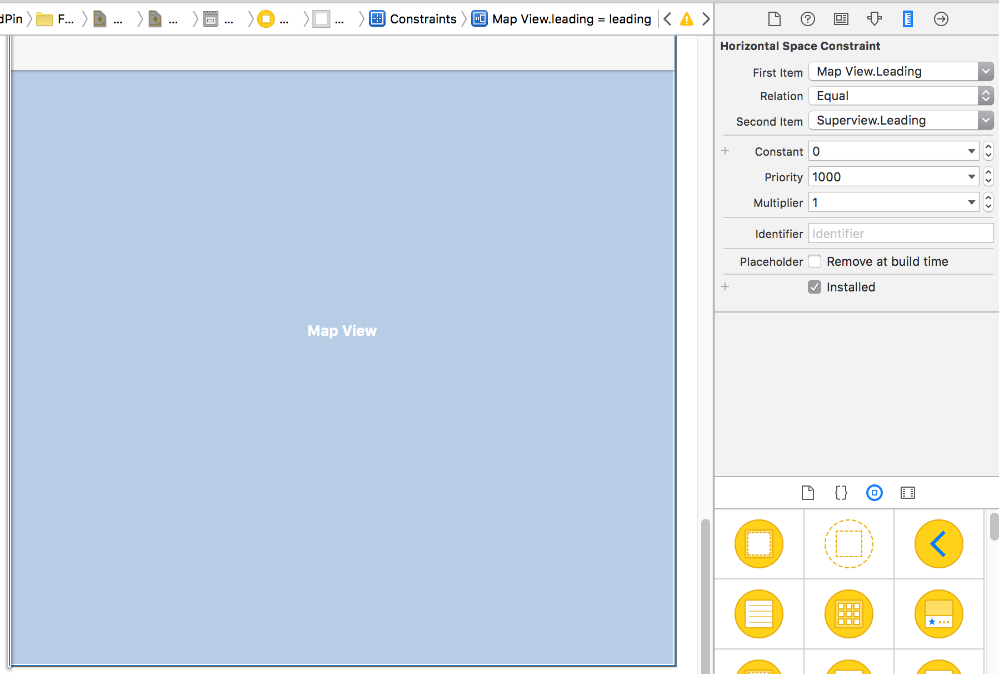 dPin F... ... ... ... ... ... Constraints Map View.leading = leading
Horizontal Space Constraint
First Item Map View.Leading
Relation Equal
Second Item Superview.Leading
Constant 0
Priority 1000
Multiplier 1
Identifier Identifier
Placeholder Remove at build time
Installed
Map View